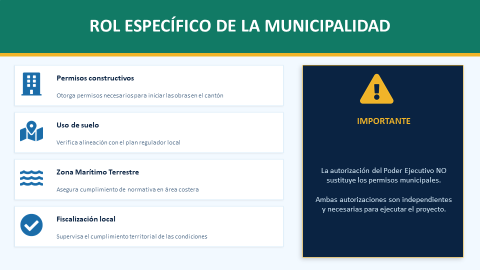 ROL ESPECÍFICO DE LA MUNICIPALIDAD
Permisos constructivos
Otorga permisos necesarios para iniciar las obras en el cantón
Uso de suelo
Verifica alineación con el plan regulador local
Zona Marítimo Terrestre
Asegura cumplimiento de normativa en área costera
Fiscalización local
Supervisa el cumplimiento territorial de las condiciones
IMPORTANTE
La autorización del Poder Ejecutivo NO
sustituye los permisos municipales.
Ambas autorizaciones son independientes
y necesarias para ejecutar el proyecto.